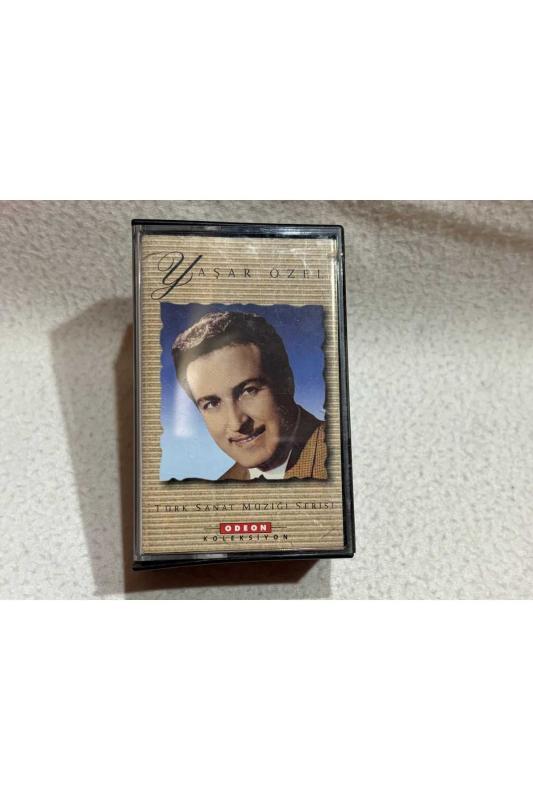 YAŞAR ÖZEL
TÜRK SANAT MÜZİĞİ SERİSİ
ODEON
KOLEKSİYON